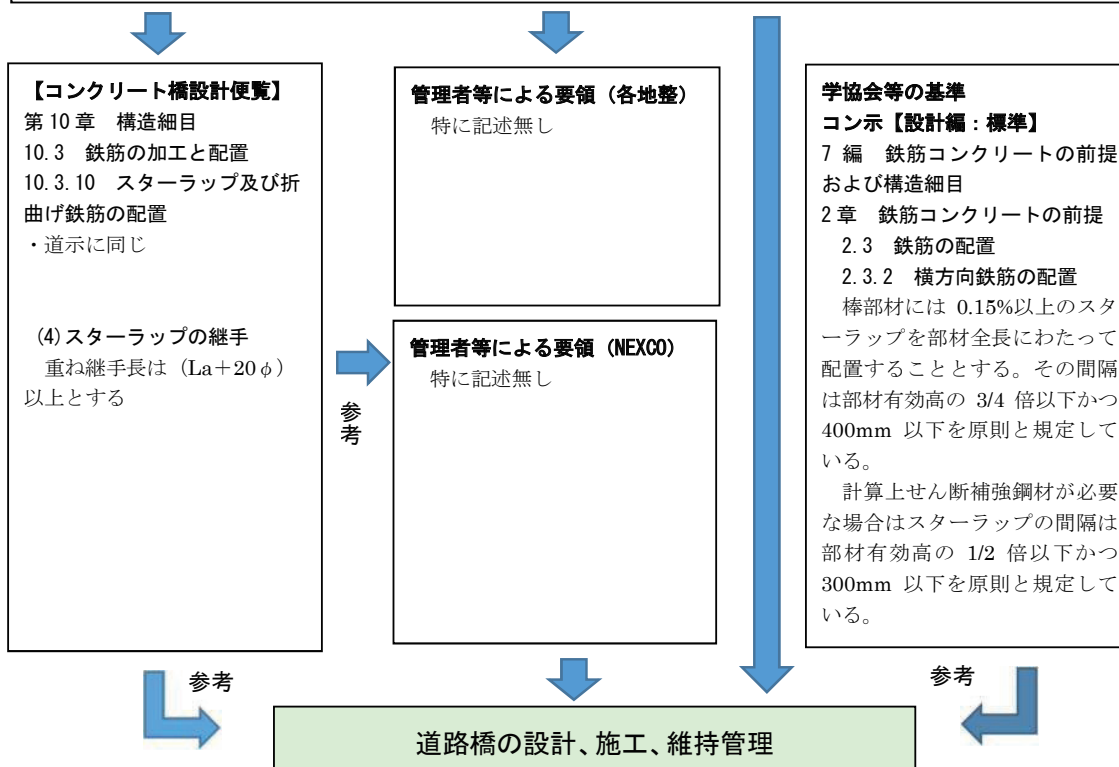 【コンクリート橋設計便覧】
第 10 章　構造細目
10.3　鉄筋の加工と配置
10.3.10　スターラップ及び折
曲げ鉄筋の配置
・道示に同じ
(4)スターラップの継手
重ね継手長は（La＋20φ）
以上とする
参考
管理者等による要領（各地整）
特に記述無し
管理者等による要領（NEXCO）
特に記述無し
学協会等の基準
コン示【設計編：標準】
7 編　鉄筋コンクリートの前提
および構造細目
2 章　鉄筋コンクリートの前提
2.3　鉄筋の配置
2.3.2　横方向鉄筋の配置
棒部材には 0.15%以上のスタ
ーラップを部材全長にわたって
配置することとする。その間隔
は部材有効高の 3/4 倍以下かつ
400mm 以下を原則と規定して
いる。
計算上せん断補強鋼材が必要
な場合はスターラップの間隔は
部材有効高の 1/2 倍以下かつ
300mm 以下を原則と規定して
いる。
参考
参考
道路橋の設計、施工、維持管理